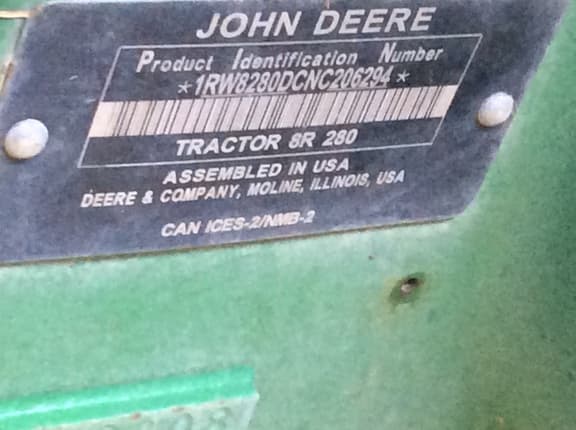 JOHN DEERE
Product Identification Number
*1RW8280DCNC206294*
TRACTOR 8R 280
ASSEMBLED IN USA
DEERE & COMPANY, MOLINE, ILLINOIS, USA
CAN ICES-2/NMB-2